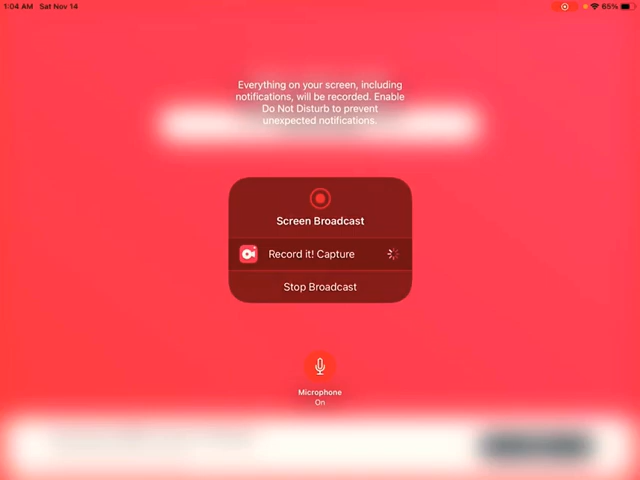 1:04 AM Sat Nov 14
65%
Everything on your screen, including
notifications, will be recorded. Enable
Do Not Disturb to prevent
unexpected notifications.
Screen Broadcast
Record it! Capture
Stop Broadcast
Microphone
On